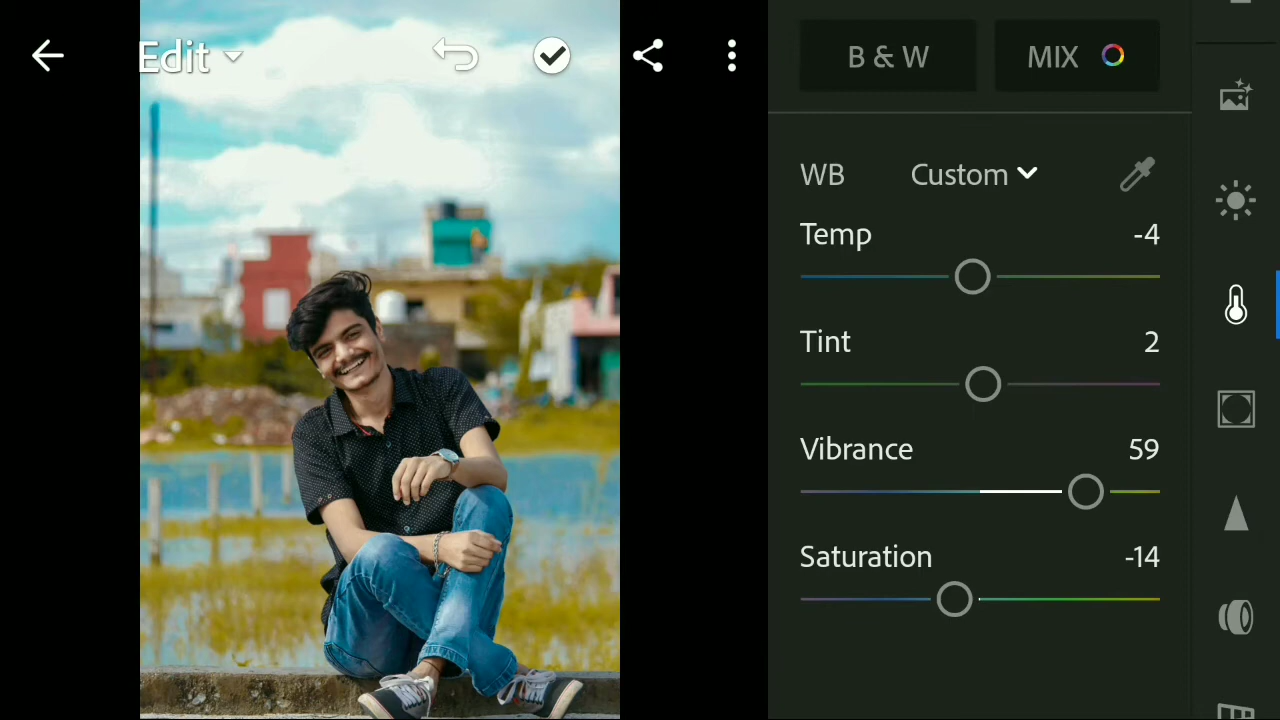 Edit
B & W
MIX
WB Custom
Temp -4
Tint 2
Vibrance 59
Saturation -14